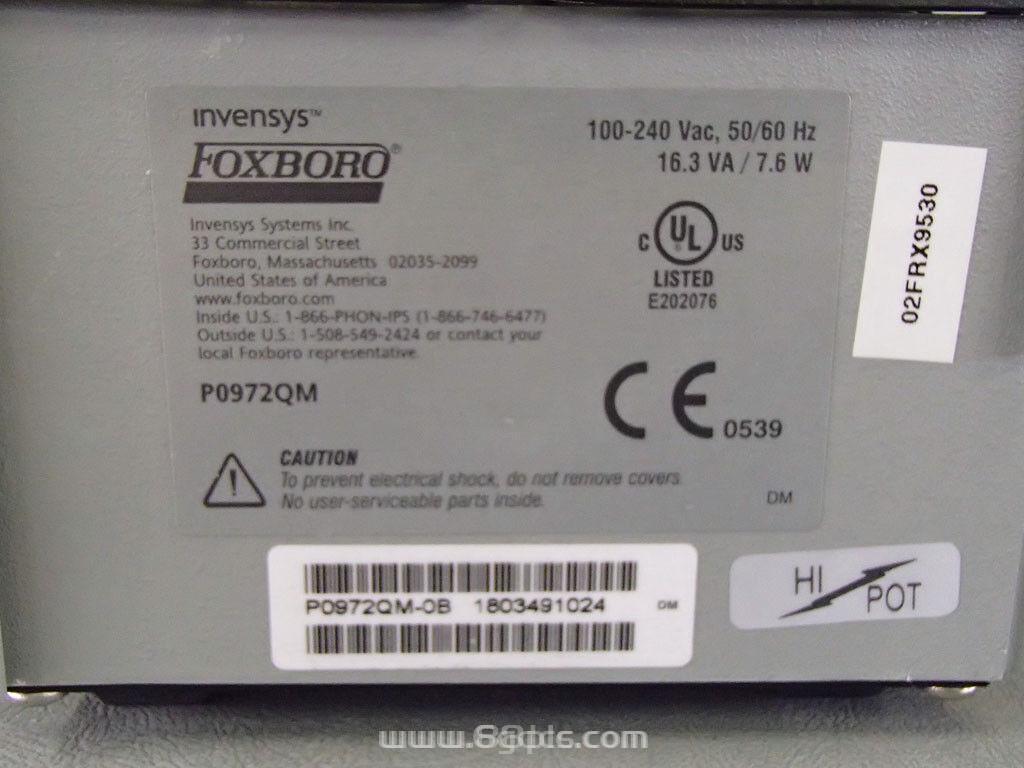 ınvensys™
FOXBORO®
Invensys Systems Inc.
33 Commercial Street
Foxboro, Massachusetts 02035-2099
United States of America
www.foxboro.com
Inside U.S.: 1-866-PHON-IPS (1-866-746-6477)
Outside U.S.: 1-508-549-2424 or contact your
local Foxboro representative.
P0972QM
100-240 Vac, 50/60 Hz
16.3 VA / 7.6 W
C UL US
LISTED
E202076
CE 0539
CAUTION
To prevent electrical shock, do not remove covers.
No user-serviceable parts inside.
DM
02FRX9530
P0972QM-0B 1803491024 DM
HI POT